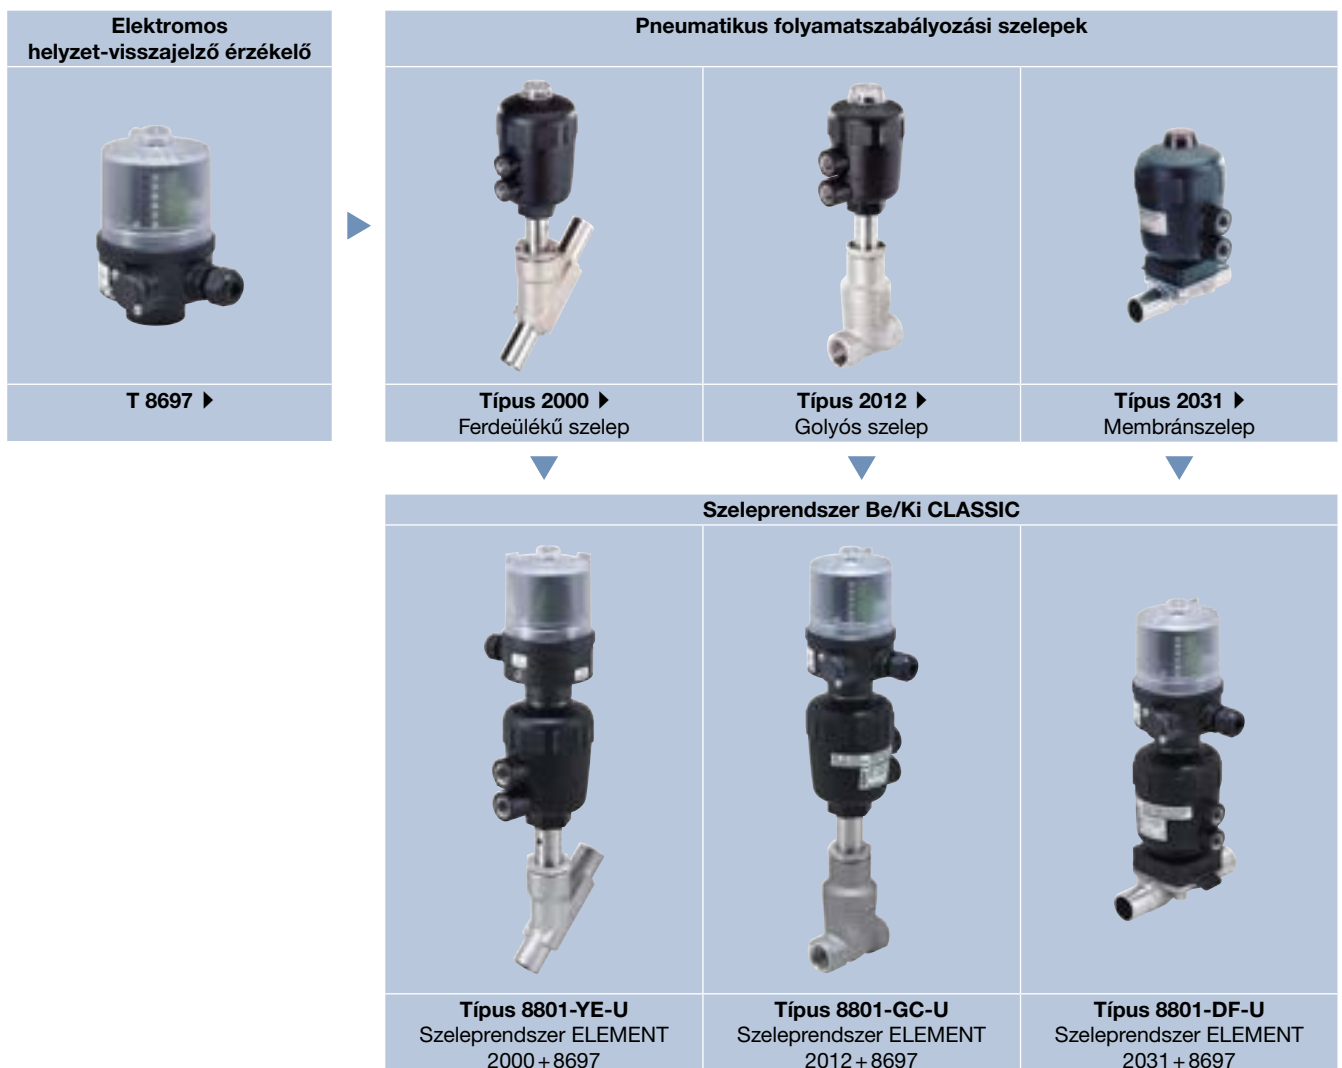 Elektromos
helyzet-visszajelző érzékelő
T 8697
Pneumatikus folyamatszabályozási szelepek
Típus 2000
Ferdeülékű szelep
Típus 2012
Golyós szelep
Típus 2031
Membránszelep
Szeleprendszer Be/Ki CLASSIC
Típus 8801-YE-U
Szeleprendszer ELEMENT
2000+8697
Típus 8801-GC-U
Szeleprendszer ELEMENT
2012+8697
Típus 8801-DF-U
Szeleprendszer ELEMENT
2031+8697